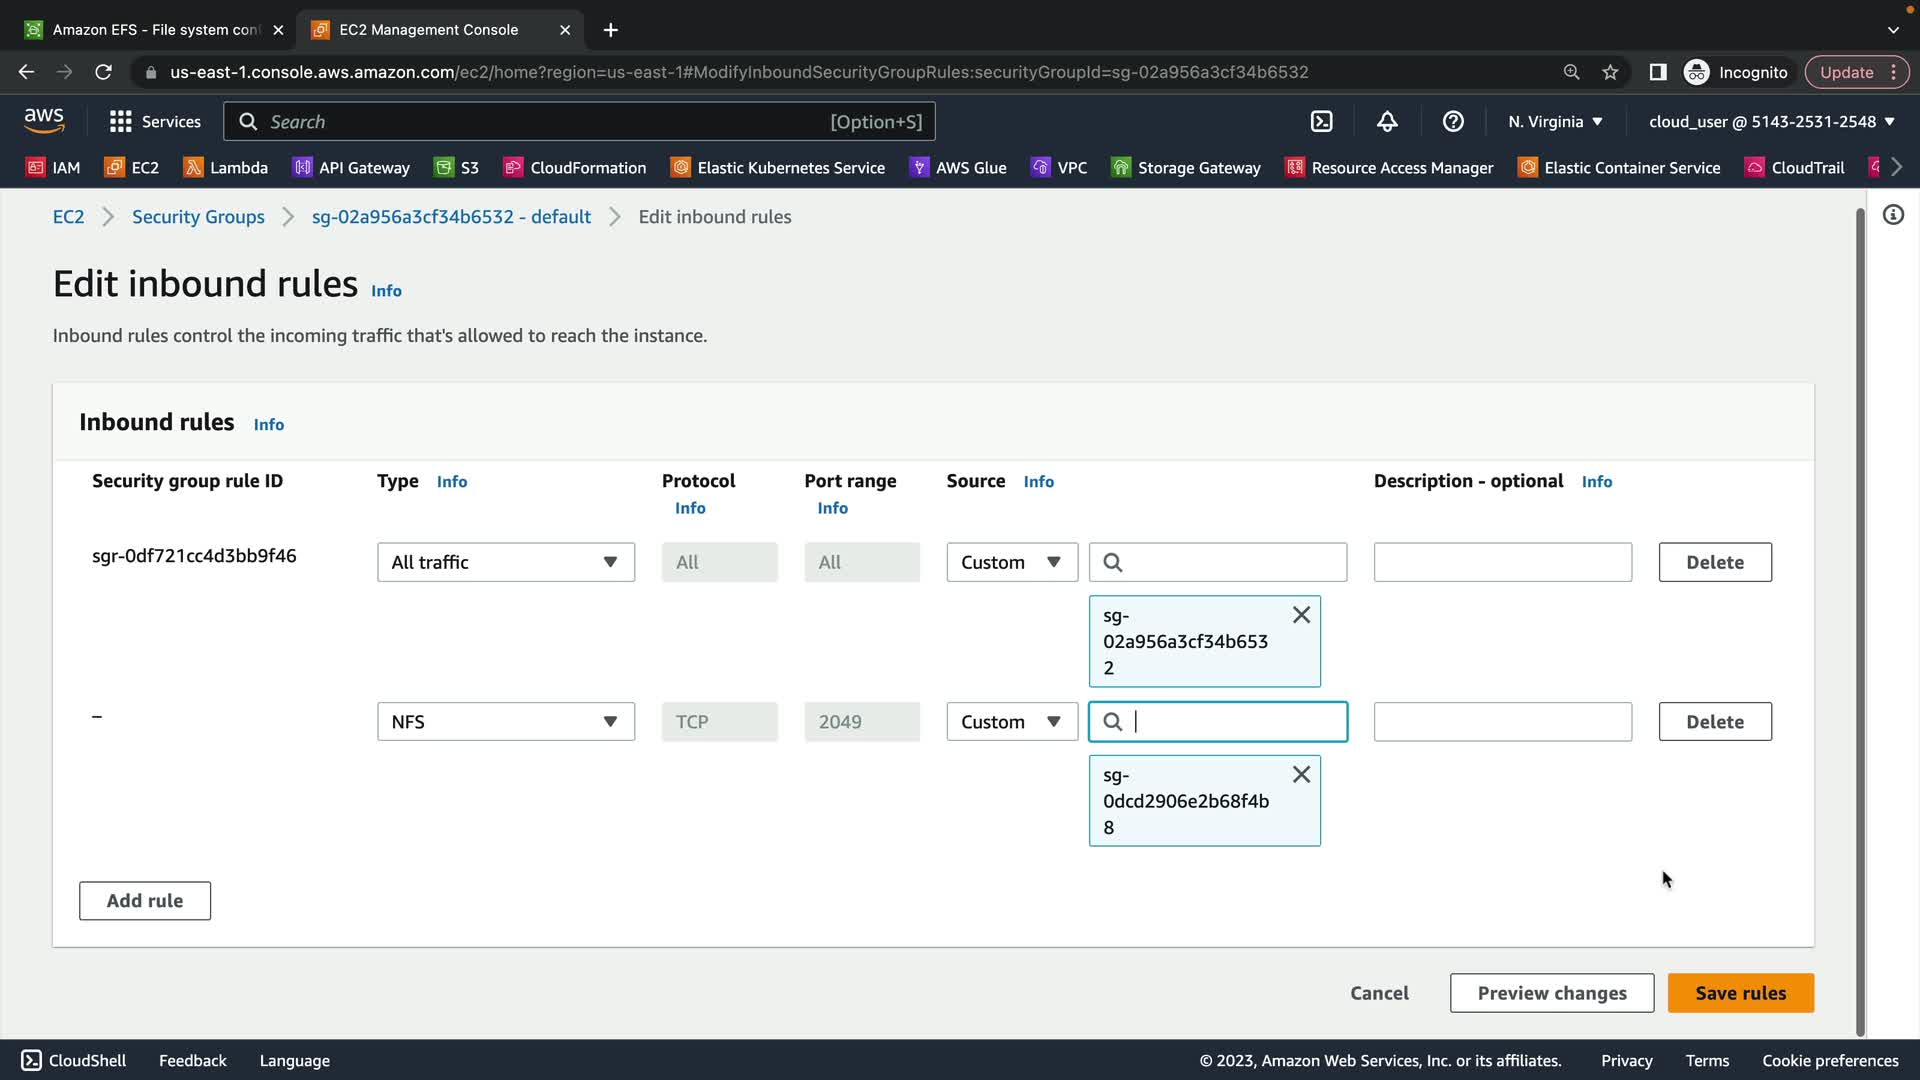 Amazon EFS - File system con
EC2 Management Console
us-east-1.console.aws.amazon.com/ec2/home?region=us-east-1#ModifyInboundSecurityGroupRules:securityGroupId=sg-02a956a3cf34b6532
Incognito
Update
aws
Services
Search
[Option+S]
N. Virginia
cloud_user @ 5143-2531-2548
IAM
EC2
Lambda
API Gateway
S3
CloudFormation
Elastic Kubernetes Service
AWS Glue
VPC
Storage Gateway
Resource Access Manager
Elastic Container Service
CloudTrail
EC2
Security Groups
sg-02a956a3cf34b6532 - default
Edit inbound rules
Edit inbound rules Info
Inbound rules control the incoming traffic that's allowed to reach the instance.
Inbound rules Info
Security group rule ID
Type Info
Protocol
Info
Port range
Info
Source Info
Description - optional Info
sgr-0df721cc4d3bb9f46
All traffic
All
All
Custom
Delete
sg-
02a956a3cf34b653
2
–
NFS
TCP
2049
Custom
Delete
sg-
0dcd2906e2b68f4b
8
Add rule
Cancel
Preview changes
Save rules
CloudShell
Feedback
Language
© 2023, Amazon Web Services, Inc. or its affiliates.
Privacy
Terms
Cookie preferences